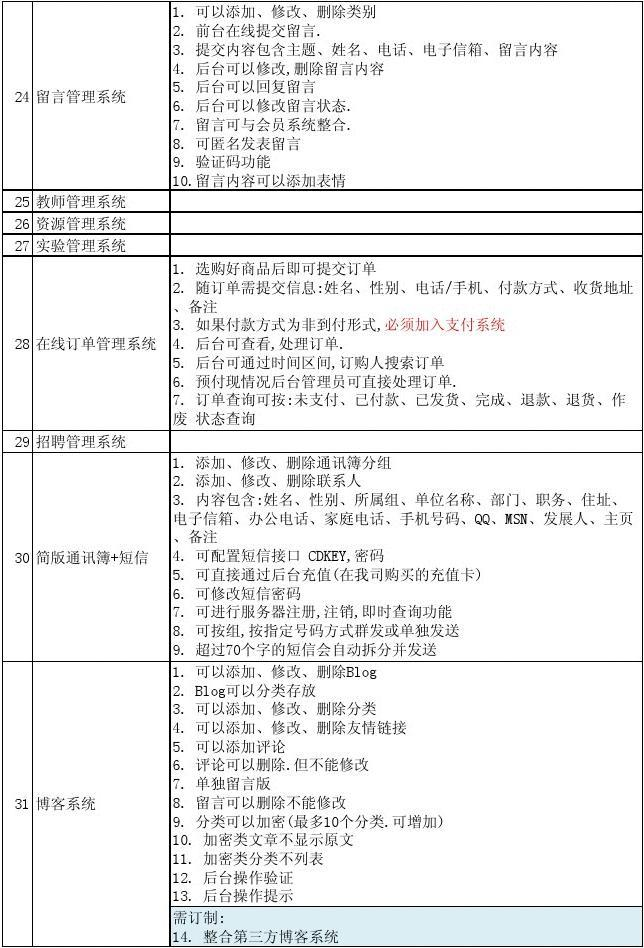 24 留言管理系统
1. 可以添加、修改、删除类别
2. 前台在线提交留言.
3. 提交内容包含主题、姓名、电话、电子信箱、留言内容
4. 后台可以修改,删除留言内容
5. 后台可以回复留言
6. 后台可以修改留言状态.
7. 留言可与会员系统整合.
8. 可匿名发表留言
9. 验证码功能
10.留言内容可以添加表情
25 教师管理系统
26 资源管理系统
27 实验管理系统
28 在线订单管理系统
1. 选购好商品后即可提交订单
2. 随订单需提交信息:姓名、性别、电话/手机、付款方式、收货地址
、备注
3. 如果付款方式为非到付形式,必须加入支付系统
4. 后台可查看,处理订单.
5. 后台可通过时间区间,订购人搜索订单
6. 预付现情况后台管理员可直接处理订单.
7. 订单查询可按:未支付、已付款、已发货、完成、退款、退货、作
废 状态查询
29 招聘管理系统
30 简版通讯簿+短信
1. 添加、修改、删除通讯簿分组
2. 添加、修改、删除联系人
3. 内容包含:姓名、性别、所属组、单位名称、部门、职务、住址、
电子信箱、办公电话、家庭电话、手机号码、QQ、MSN、发展人、主页
、备注
4. 可配置短信接口 CDKEY,密码
5. 可直接通过后台充值(在我司购买的充值卡)
6. 可修改短信密码
7. 可进行服务器注册,注销,即时查询功能
8. 可按组,按指定号码方式群发或单独发送
9. 超过70个字的短信会自动拆分并发送
31 博客系统
1. 可以添加、修改、删除Blog
2. Blog可以分类存放
3. 可以添加、修改、删除分类
4. 可以添加、修改、删除友情链接
5. 可以添加评论
6. 评论可以删除.但不能修改
7. 单独留言版
8. 留言可以删除不能修改
9. 分类可以加密(最多10个分类.可增加)
10. 加密类文章不显示原文
11. 加密类分类不列表
12. 后台操作验证
13. 后台操作提示
需订制:
14. 整合第三方博客系统